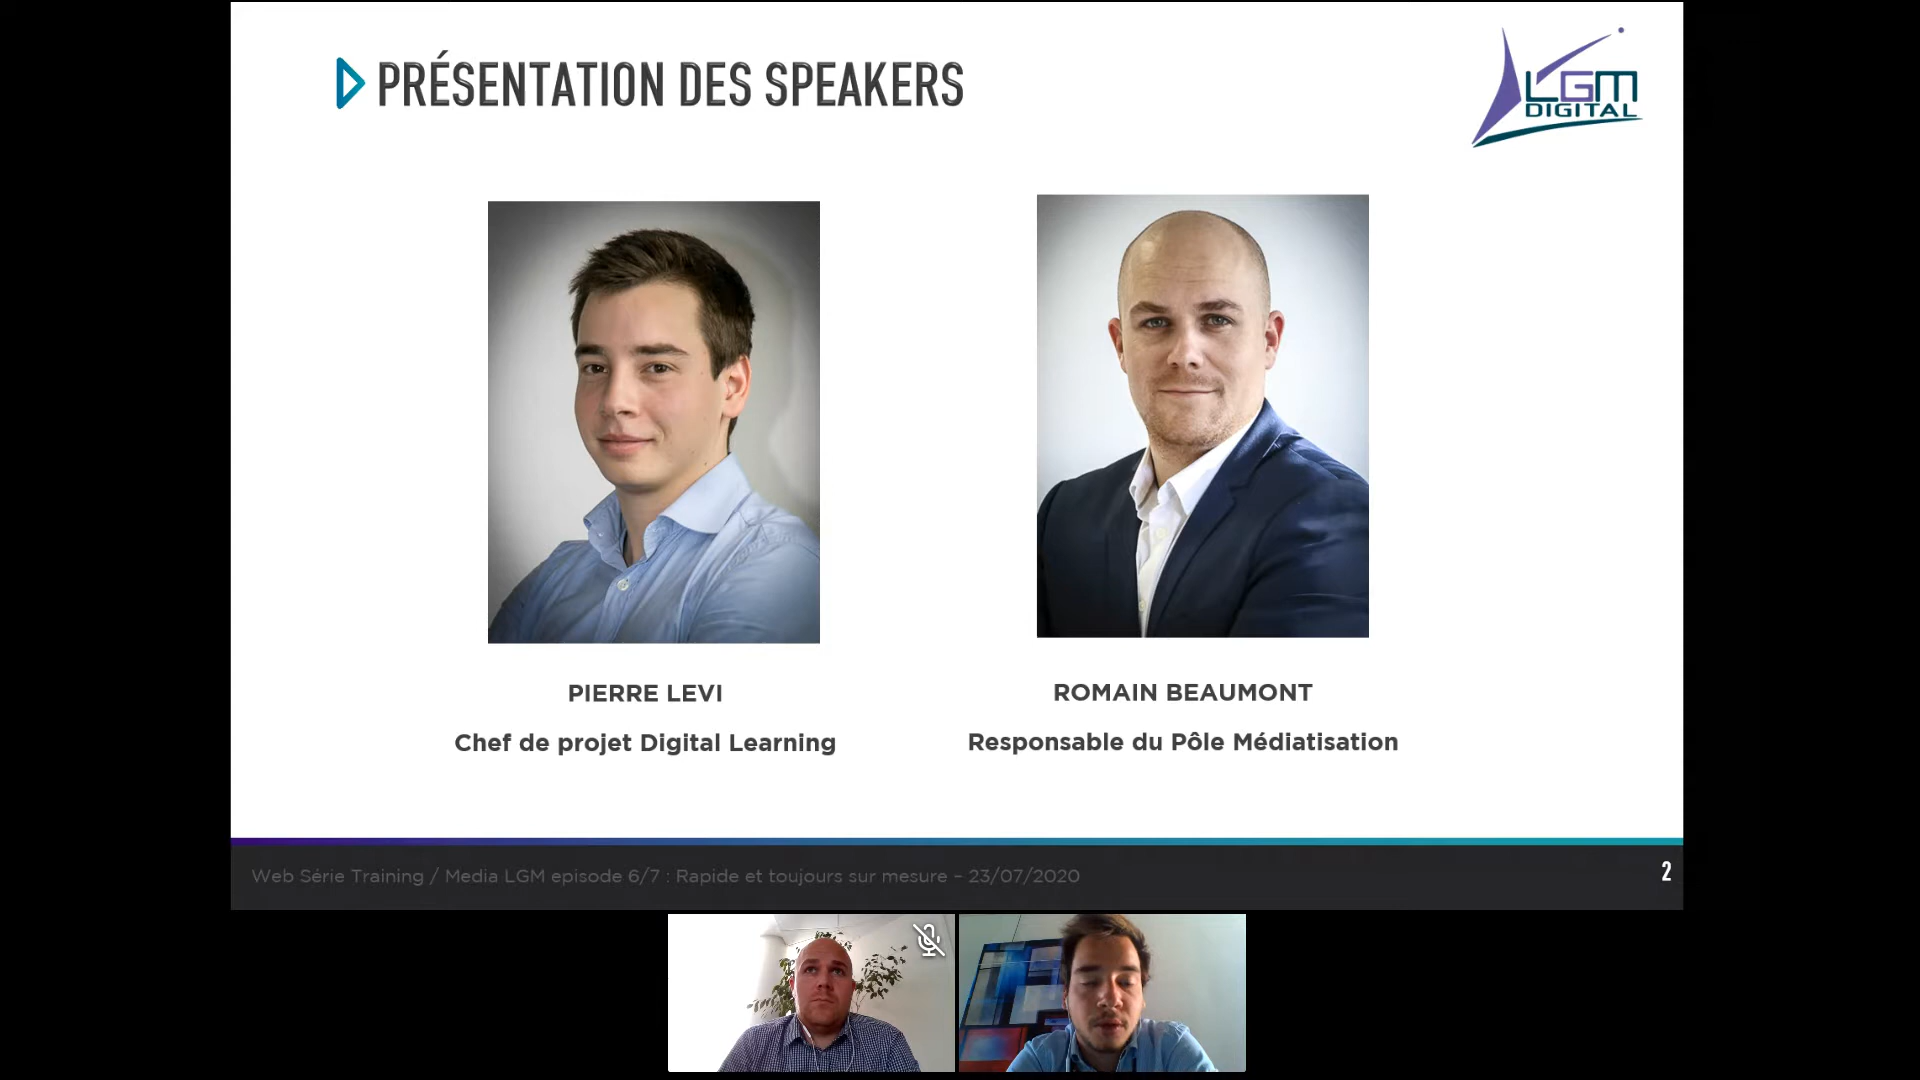 PRÉSENTATION DES SPEAKERS
LGM
DIGITAL
PIERRE LEVI
Chef de projet Digital Learning
ROMAIN BEAUMONT
Responsable du Pôle Médiatisation
Web Série Training / Media LGM episode 6/7 : Rapide et toujours sur mesure – 23/07/2020
2